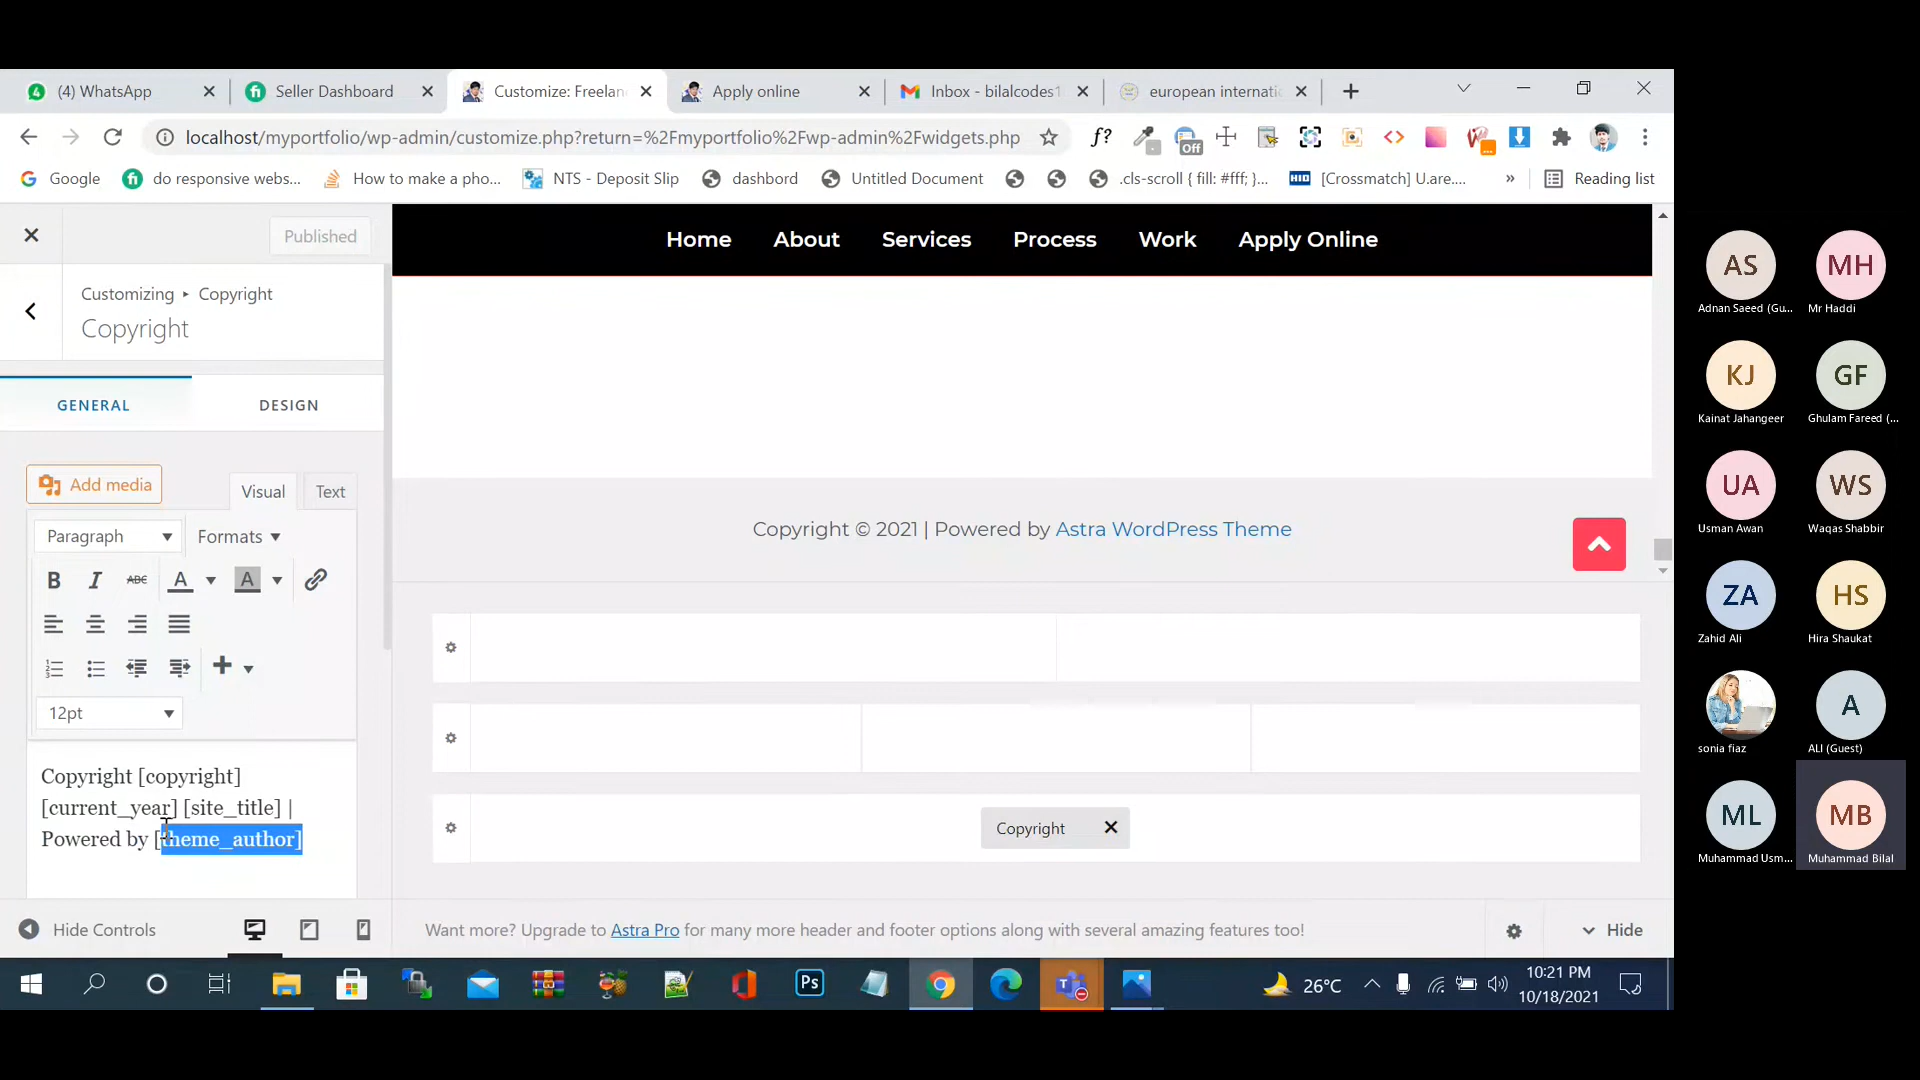 (4) WhatsApp
Seller Dashboard
Customize: Freelan
Apply online
Inbox - bilalcodes1
european internati
localhost/myportfolio/wp-admin/customize.php?return=%2Fmyportfolio%2Fwp-admin%2Fwidgets.php
f?
Off
Google
do responsive webs...
How to make a pho...
NTS - Deposit Slip
dashbord
Untitled Document
.cls-scroll { fill: #fff; }...
HID
[Crossmatch] U.are....
»
Reading list
Published
Customizing ▸ Copyright
Copyright
GENERAL
DESIGN
Add media
Visual
Text
Paragraph
Formats
B I ABC A A
12pt
Copyright [copyright]
[current_year] [site_title] |
Powered by [theme_author]
Hide Controls
Home
About
Services
Process
Work
Apply Online
Copyright © 2021 | Powered by Astra WordPress Theme
Copyright
Want more? Upgrade to Astra Pro for many more header and footer options along with several amazing features too!
Hide
Ps
26°C
10:21 PM
10/18/2021
AS
Adnan Saeed (Gu...
MH
Mr Haddi
KJ
Kainat Jahangeer
GF
Ghulam Fareed (...
UA
Usman Awan
WS
Waqas Shabbir
ZA
Zahid Ali
HS
Hira Shaukat
sonia fiaz
A
ALI (Guest)
ML
Muhammad Usm...
MB
Muhammad Bilal